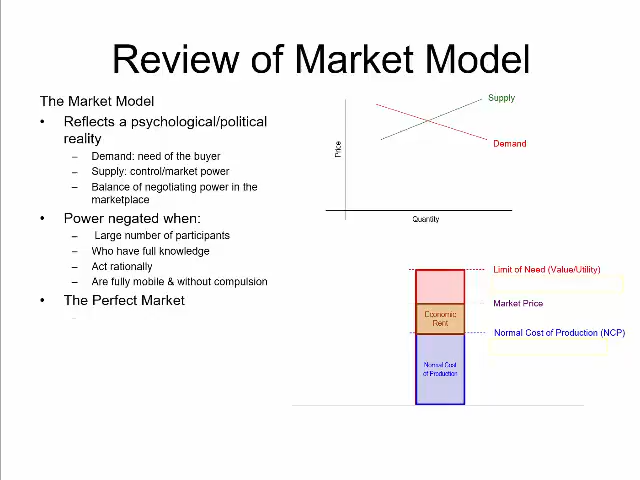 Review of Market Model
The Market Model
• Reflects a psychological/political
reality
– Demand: need of the buyer
– Supply: control/market power
– Balance of negotiating power in the
marketplace
• Power negated when:
– Large number of participants
– Who have full knowledge
– Act rationally
– Are fully mobile & without compulsion
• The Perfect Market
–
Supply
Demand
Price
Quantity
Limit of Need (Value/Utility)
Market Price
Economic
Rent
Normal Cost of Production (NCP)
Normal Cost
of Production